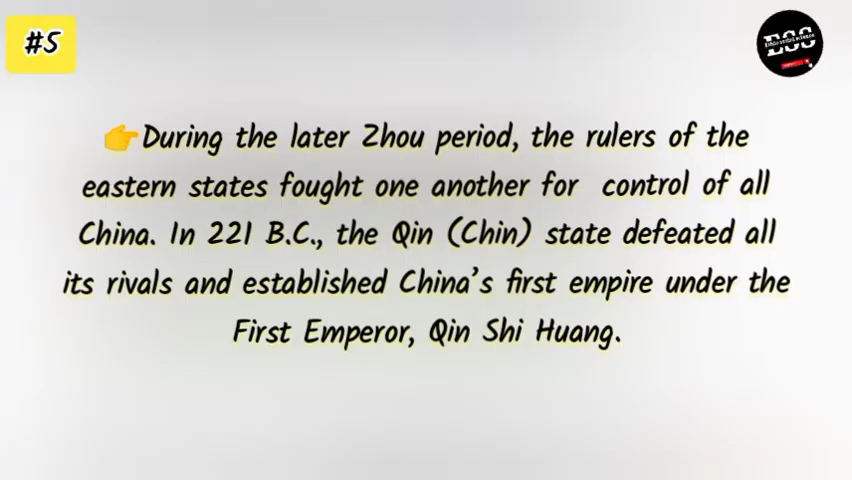 #5
ESS
👉During the later Zhou period, the rulers of the
eastern states fought one another for control of all
China. In 221 B.C., the Qin (Chin) state defeated all
its rivals and established China’s first empire under the
First Emperor, Qin Shi Huang.